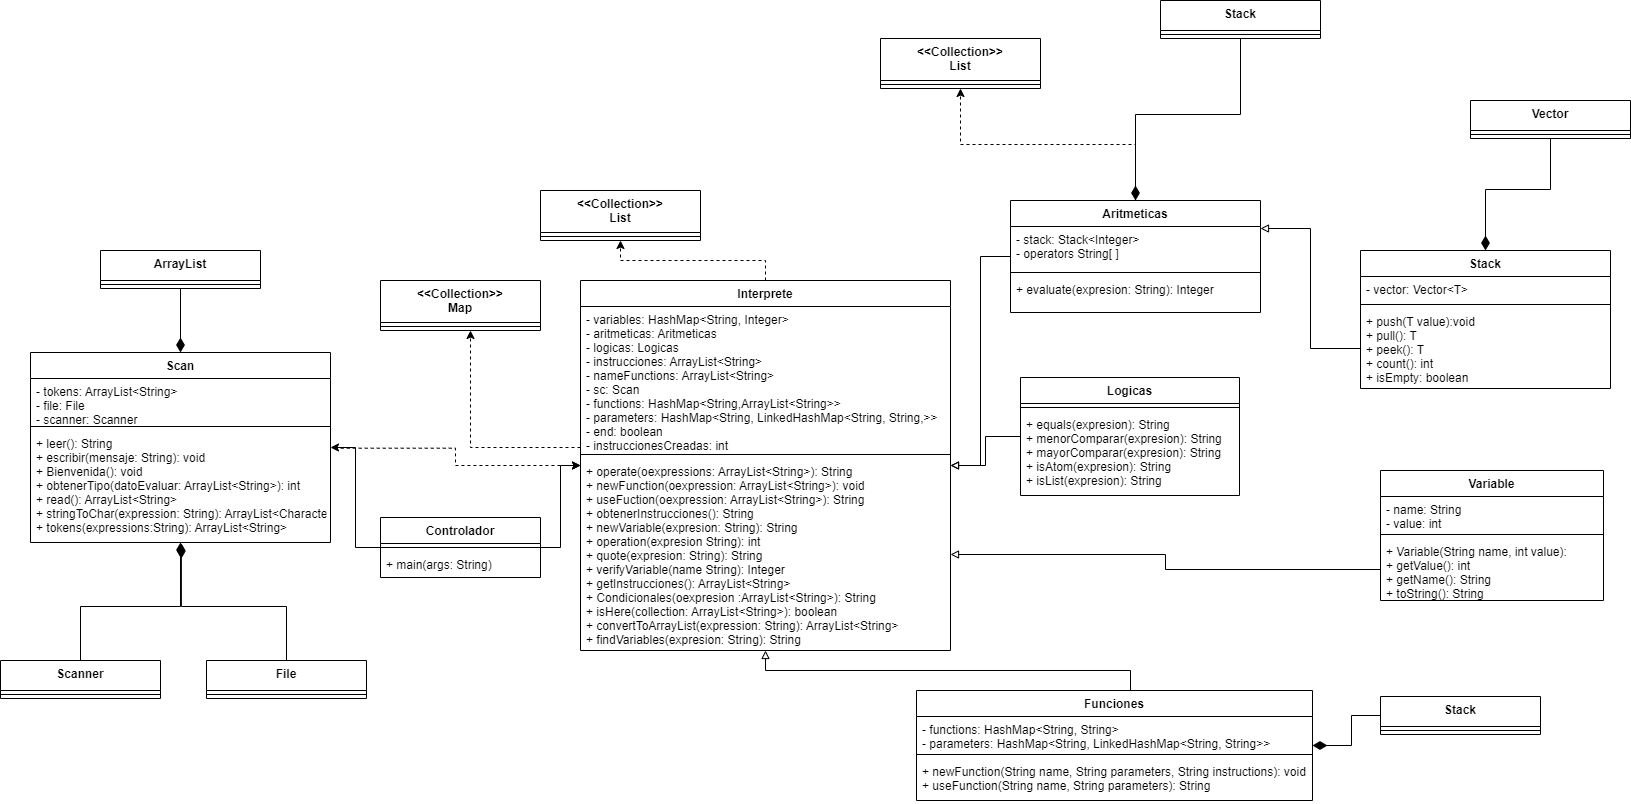 Stack
<<Collection>>
List
Vector
<<Collection>>
List
Aritmeticas
- stack: Stack<Integer>
- operators String[ ]
+ evaluate(expresion: String): Integer
Stack
- vector: Vector<T>
+ push(T value):void
+ pull(): T
+ peek(): T
+ count(): int
+ isEmpty: boolean
ArrayList
<<Collection>>
Map
Interprete
- variables: HashMap<String, Integer>
- aritmeticas: Aritmeticas
- logicas: Logicas
- instrucciones: ArrayList<String>
- nameFunctions: ArrayList<String>
- sc: Scan
- functions: HashMap<String,ArrayList<String>>
- parameters: HashMap<String, LinkedHashMap<String, String,>>
- end: boolean
- instruccionesCreadas: int
+ operate(oexpressions: ArrayList<String>): String
+ newFunction(oexpression: ArrayList<String>): void
+ useFuction(oexpression: ArrayList<String>): String
+ obtenerInstrucciones(): String
+ newVariable(expresion: String): String
+ operation(expresion String): int
+ quote(expresion: String): String
+ verifyVariable(name String): Integer
+ getInstrucciones(): ArrayList<String>
+ Condicionales(oexpresion :ArrayList<String>): String
+ isHere(collection: ArrayList<String>): boolean
+ convertToArrayList(expression: String): ArrayList<String>
+ findVariables(expresion: String): String
Scan
- tokens: ArrayList<String>
- file: File
- scanner: Scanner
+ leer(): String
+ escribir(mensaje: String): void
+ Bienvenida(): void
+ obtenerTipo(datoEvaluar: ArrayList<String>): int
+ read(): ArrayList<String>
+ stringToChar(expression: String): ArrayList<Characte
+ tokens(expressions:String): ArrayList<String>
Logicas
+ equals(expresion): String
+ menorComparar(expresion): String
+ mayorComparar(expresion): String
+ isAtom(expresion): String
+ isList(expresion): String
Variable
- name: String
- value: int
+ Variable(String name, int value):
+ getValue(): int
+ getName(): String
+ toString(): String
Controlador
+ main(args: String)
Scanner
File
Funciones
- functions: HashMap<String, String>
- parameters: HashMap<String, LinkedHashMap<String, String>>
+ newFunction(String name, String parameters, String instructions): void
+ useFunction(String name, String parameters): String
Stack